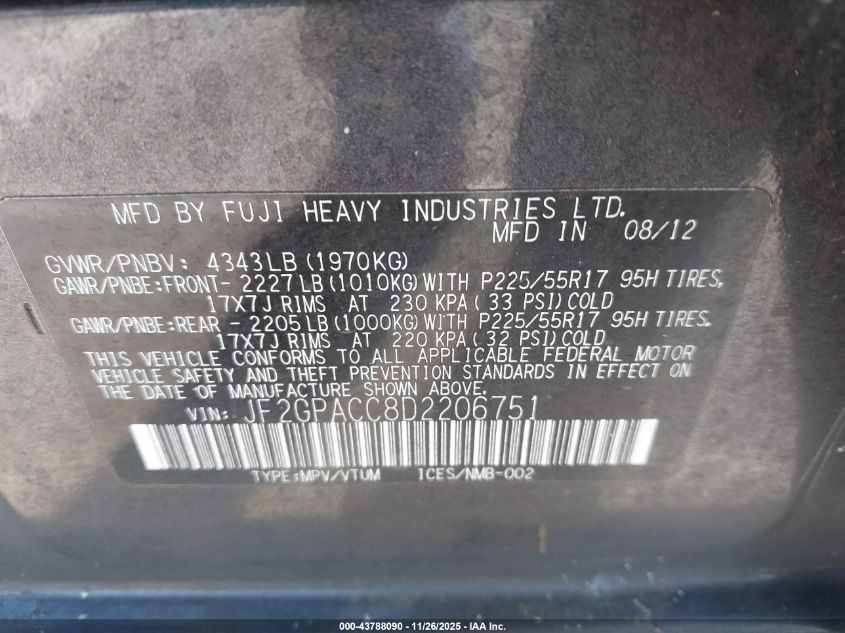 MFD BY FUJI HEAVY INDUSTRIES LTD.
MFD IN 08/12
GVWR/PNBV: 4343LB (1970KG)
GAWR/PNBE:FRONT- 2227LB (1010KG) WITH P225/55R17 95H TIRES,
17X7J RIMS AT 230 KPA ( 33 PSI) COLD
GAWR/PNBE:REAR - 2205LB (1000KG) WITH P225/55R17 95H TIRES,
17X7J RIMS AT 220 KPA ( 32 PSI) COLD
THIS VEHICLE CONFORMS TO ALL APPLICABLE FEDERAL MOTOR
VEHICLE SAFETY AND THEFT PREVENTION STANDARDS IN EFFECT ON
THE DATE OF MANUFACTURE SHOWN ABOVE.
VIN: JF2GPACC8D2206751
TYPE:MPV/VTUM ICES/NMB-002
000-43788090 - 11/26/2025 - IAA Inc.